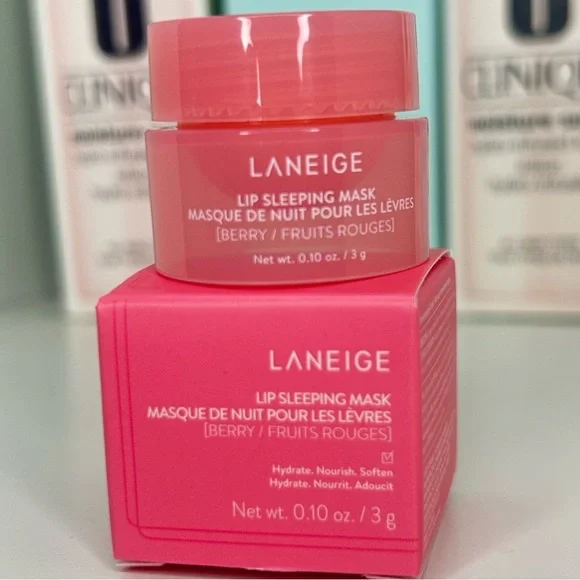 CLINIQUE
CLINIQUE
LANEIGE
LIP SLEEPING MASK
MASQUE DE NUIT POUR LES LÈVRES
[BERRY / FRUITS ROUGES]
Net wt. 0.10 oz. / 3 g
LANEIGE
LIP SLEEPING MASK
MASQUE DE NUIT POUR LES LÈVRES
[BERRY / FRUITS ROUGES]
Hydrate. Nourish. Soften
Hydrate. Nourrit. Adoucit
Net wt. 0.10 oz. / 3 g